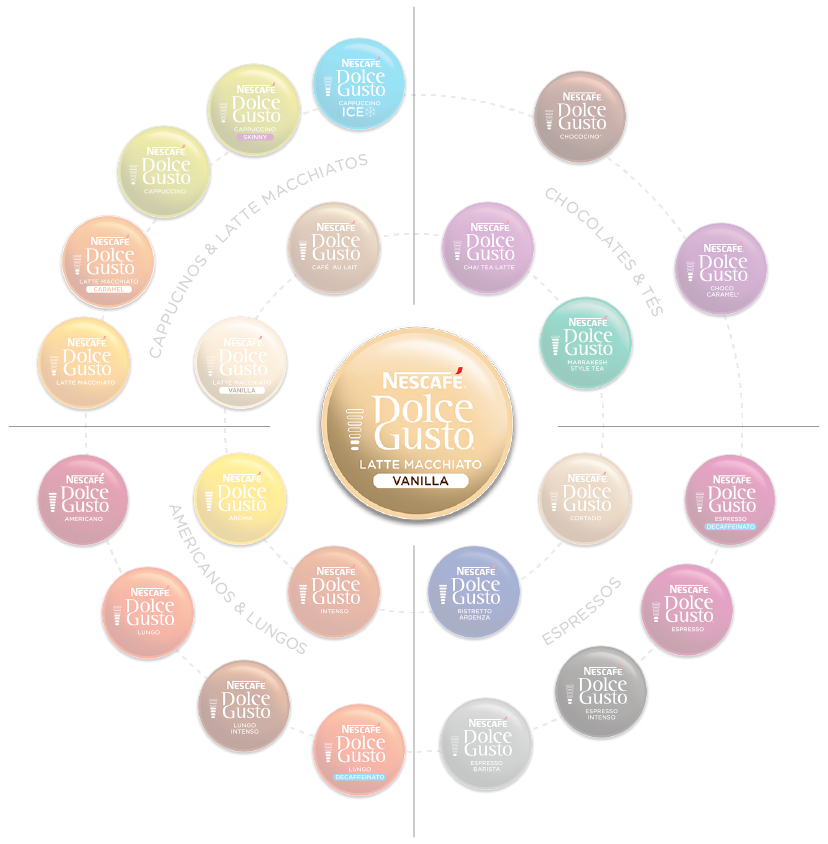 NESCAFÉ
DOLCE
GUSTO
CAPPUCCINO
ICE
NESCAFÉ
DOLCE
GUSTO
CAPPUCCINO
SKINNY
NESCAFÉ
DOLCE
GUSTO
CAPPUCCINO
NESCAFÉ
DOLCE
GUSTO
LATTE MACCHIATO
CARAMEL
NESCAFÉ
DOLCE
GUSTO
LATTE MACCHIATO
CAPPUCINOS & LATTE MACCHIATOS
NESCAFÉ
DOLCE
GUSTO
CAFÉ AU LAIT
NESCAFÉ
DOLCE
GUSTO
LATTE MACCHIATO
VANILLA
NESCAFÉ
DOLCE
GUSTO
CHOCOCINO
CHOCOLATES & TÉS
NESCAFÉ
DOLCE
GUSTO
CHAI TEA LATTE
NESCAFÉ
DOLCE
GUSTO
CHOCO
CARAMEL
NESCAFÉ
DOLCE
GUSTO
MARRAKESH
STYLE TEA
NESCAFÉ
DOLCE
GUSTO
LATTE MACCHIATO
VANILLA
NESCAFÉ
DOLCE
GUSTO
AMERICANO
NESCAFÉ
DOLCE
GUSTO
AROMA
AMERICANOS & LUNGOS
NESCAFÉ
DOLCE
GUSTO
INTENSO
NESCAFÉ
DOLCE
GUSTO
LUNGO
NESCAFÉ
DOLCE
GUSTO
LUNGO
INTENSO
NESCAFÉ
DOLCE
GUSTO
LUNGO
DECAFFEINATO
NESCAFÉ
DOLCE
GUSTO
CORTADO
NESCAFÉ
DOLCE
GUSTO
ESPRESSO
DECAFFEINATO
NESCAFÉ
DOLCE
GUSTO
RISTRETTO
ARDENZA
ESPRESSOS
NESCAFÉ
DOLCE
GUSTO
ESPRESSO
NESCAFÉ
DOLCE
GUSTO
ESPRESSO
INTENSO
NESCAFÉ
DOLCE
GUSTO
ESPRESSO
BARISTA